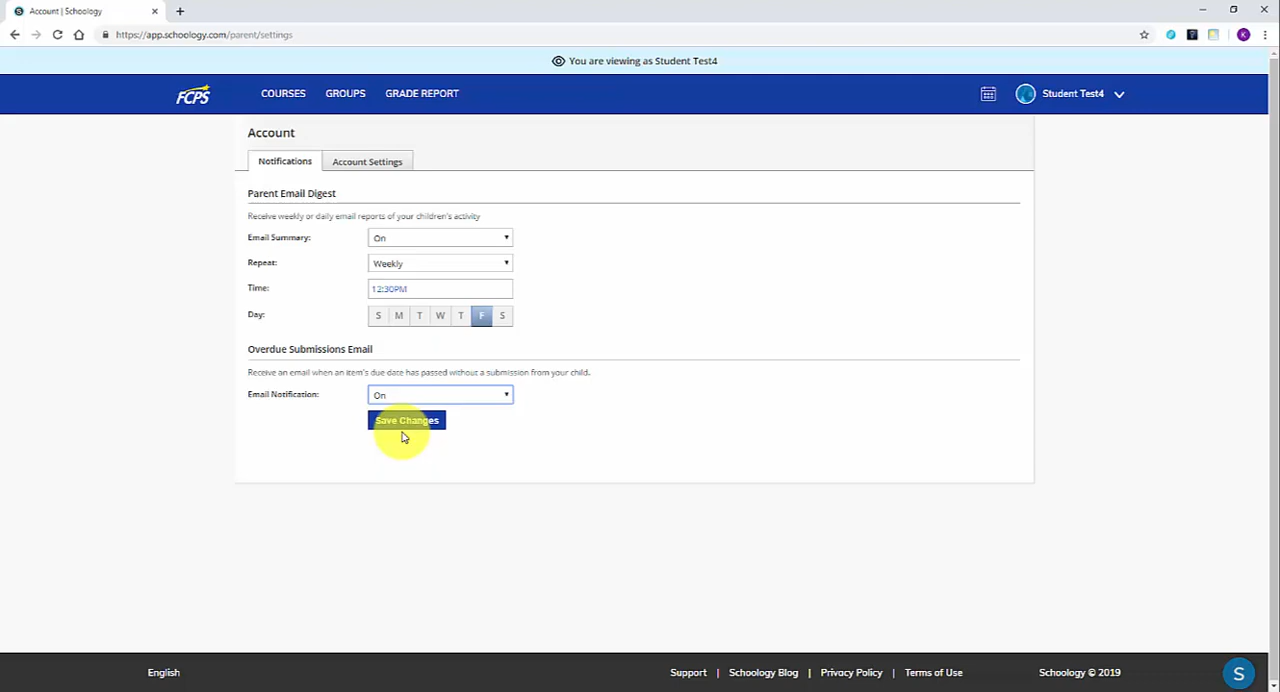 Account | Schoology
https://app.schoology.com/parent/settings
K
You are viewing as Student Test4
FCPS
COURSES GROUPS GRADE REPORT
Student Test4
Account
Notifications Account Settings
Parent Email Digest
Receive weekly or daily email reports of your children's activity
Email Summary: On
Repeat: Weekly
Time: 12:30PM
Day: S M T W T F S
Overdue Submissions Email
Receive an email when an item's due date has passed without a submission from your child.
Email Notification: On
Save Changes
English Support | Schoology Blog | Privacy Policy | Terms of Use Schoology © 2019
S